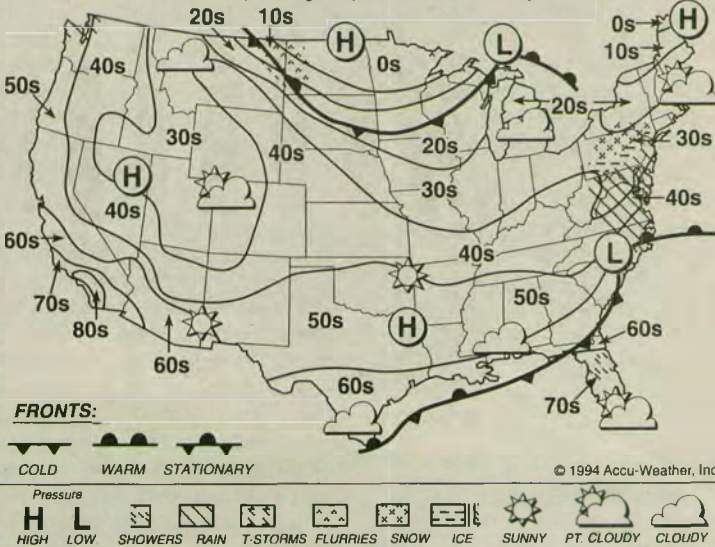 20s 10s H L 0s H
10s
40s 0s
50s 20s
30s 40s 20s 30s
30s
H 40s 40s
60s 40s L
70s 50s
80s 50s H
60s 60s
60s 70s
FRONTS:
COLD WARM STATIONARY
© 1994 Accu-Weather, Inc
Pressure
H L
HIGH LOW SHOWERS RAIN T-STORMS FLURRIES SNOW ICE SUNNY PT. CLOUDY CLOUDY